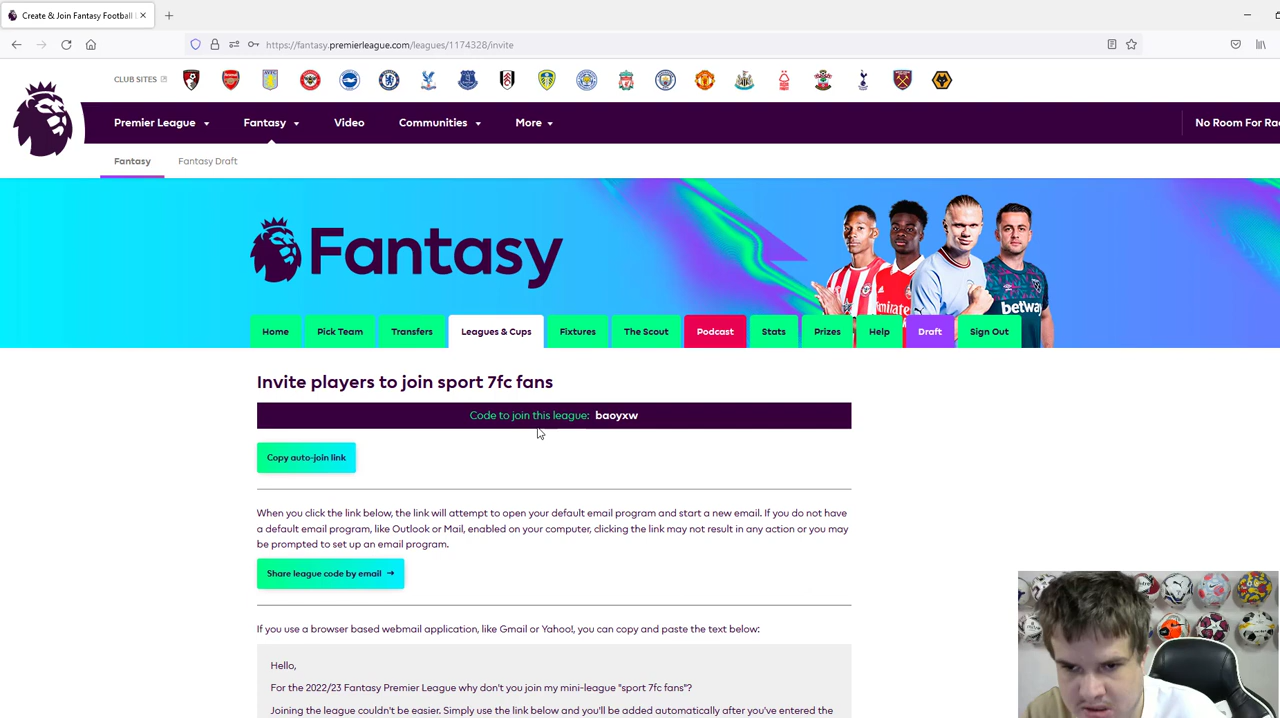 Create & Join Fantasy Football
https://fantasy.premierleague.com/leagues/1174328/invite
CLUB SITES
Premier League
Fantasy
Video
Communities
More
No Room For Ra
Fantasy
Fantasy Draft
Fantasy
betway
Home
Pick Team
Transfers
Leagues & Cups
Fixtures
The Scout
Podcast
Stats
Prizes
Help
Draft
Sign Out
Invite players to join sport 7fc fans
Code to join this league: baoyxw
Copy auto-join link
When you click the link below, the link will attempt to open your default email program and start a new email. If you do not have
a default email program, like Outlook or Mail, enabled on your computer, clicking the link may not result in any action or you may
be prompted to set up an email program.
Share league code by email →
If you use a browser based webmail application, like Gmail or Yahoo!, you can copy and paste the text below:
Hello,
For the 2022/23 Fantasy Premier League why don't you join my mini-league "sport 7fc fans"?
Joining the league couldn't be easier. Simply use the link below and you'll be added automatically after you've entered the